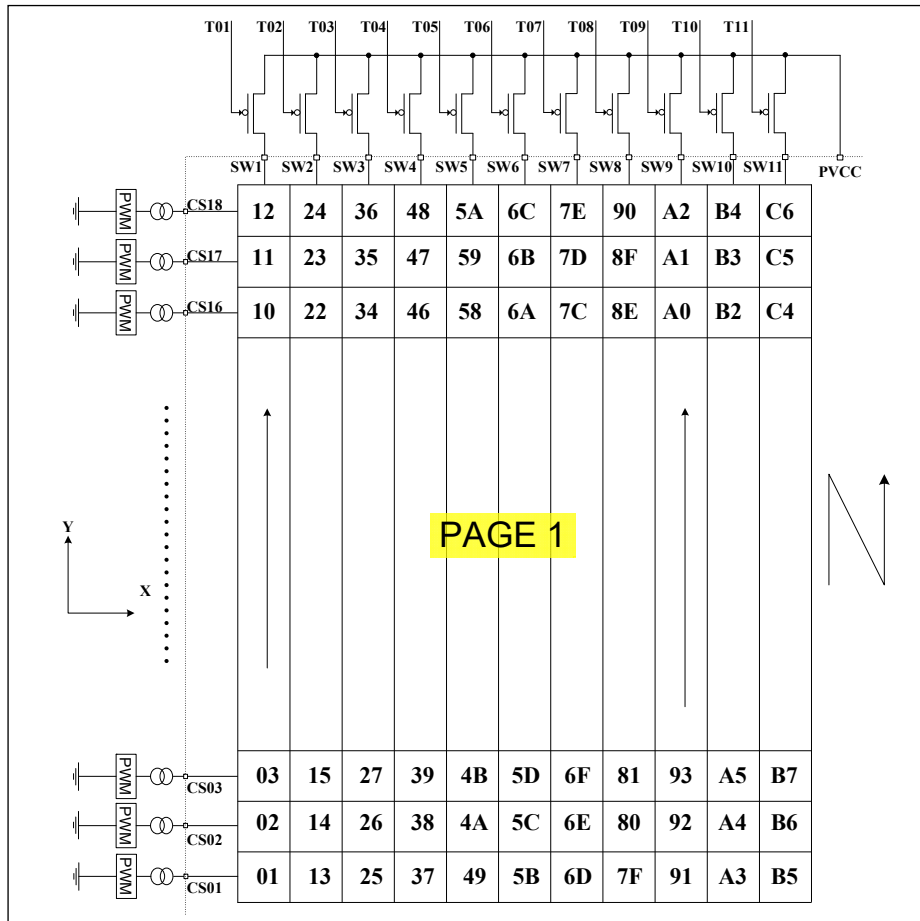 T01 T02 T03 T04 T05 T06 T07 T08 T09 T10 T11
SW1 SW2 SW3 SW4 SW5 SW6 SW7 SW8 SW9 SW10 SW11 PVCC
PWM CS18 12 24 36 48 5A 6C 7E 90 A2 B4 C6
PWM CS17 11 23 35 47 59 6B 7D 8F A1 B3 C5
PWM CS16 10 22 34 46 58 6A 7C 8E A0 B2 C4
PAGE 1
Y
X
PWM CS03 03 15 27 39 4B 5D 6F 81 93 A5 B7
PWM CS02 02 14 26 38 4A 5C 6E 80 92 A4 B6
PWM CS01 01 13 25 37 49 5B 6D 7F 91 A3 B5